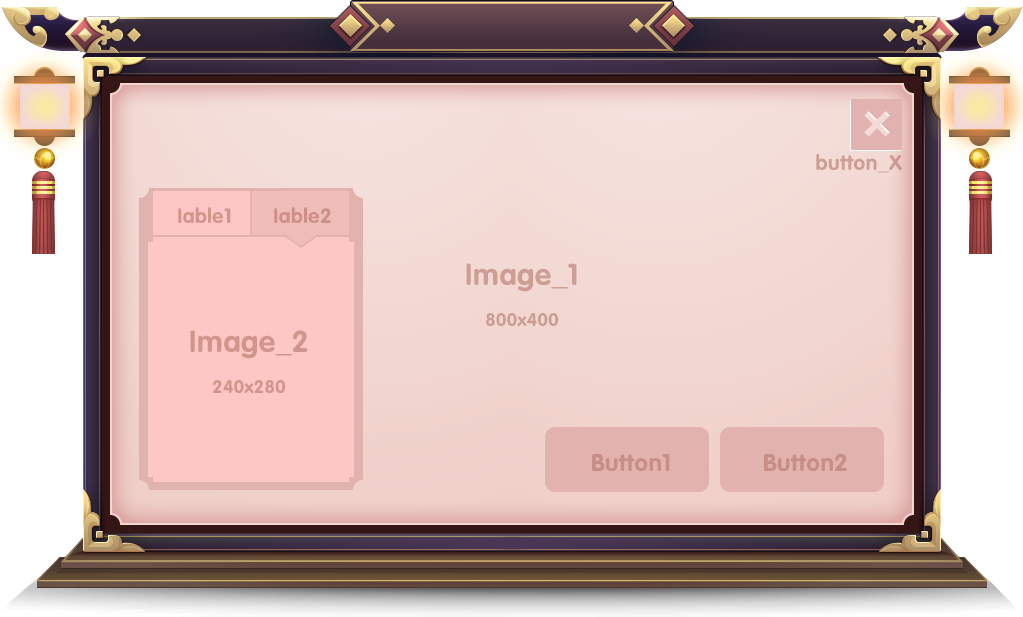 button_X
lable1
lable2
Image_1
800x400
Image_2
240x280
Button1
Button2